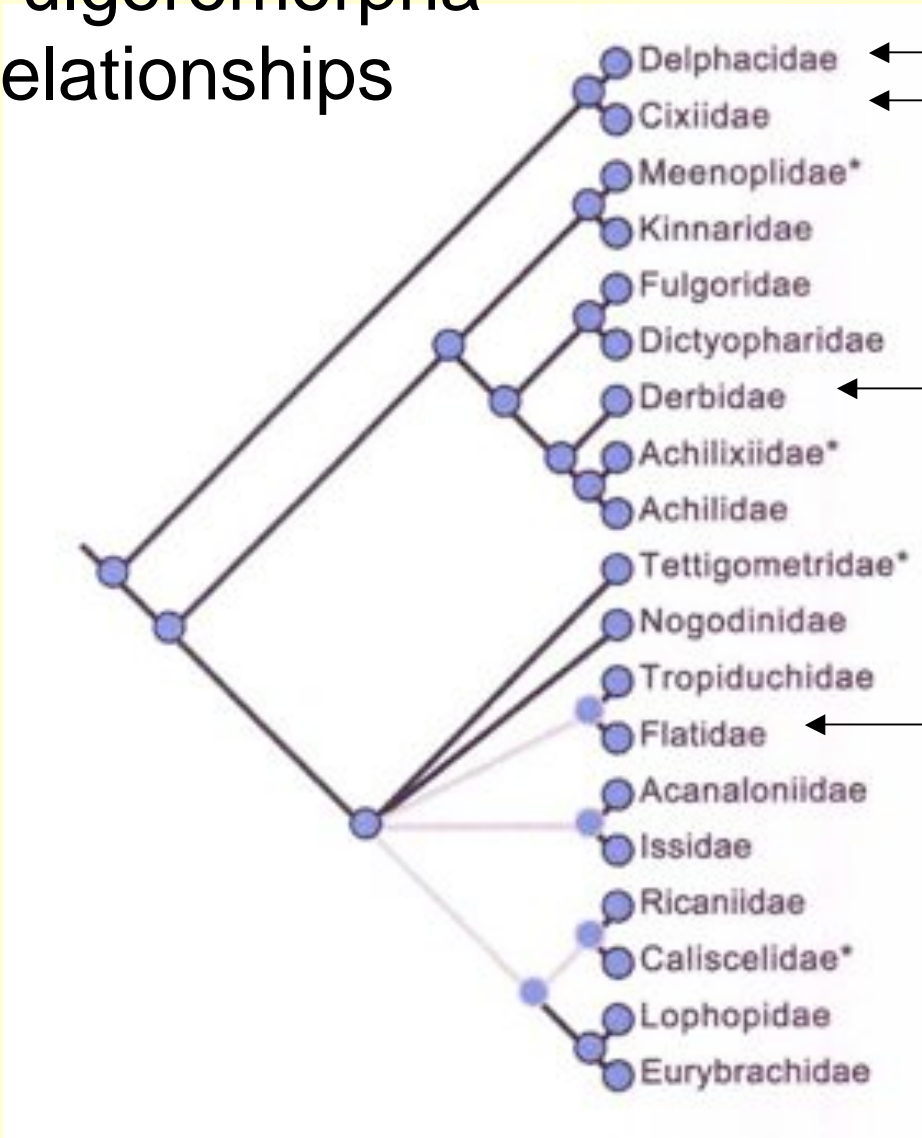 ulgoromorpha
elationships
Delphacidae
Cixiidae
Meenoplidae*
Kinnaridae
Fulgoridae
Dictyopharidae
Derbidae
Achilixiidae*
Achilidae
Tettigometridae*
Nogodinidae
Tropiduchidae
Flatidae
Acanaloniidae
Issidae
Ricaniidae
Caliscelidae*
Lophopidae
Eurybrachidae